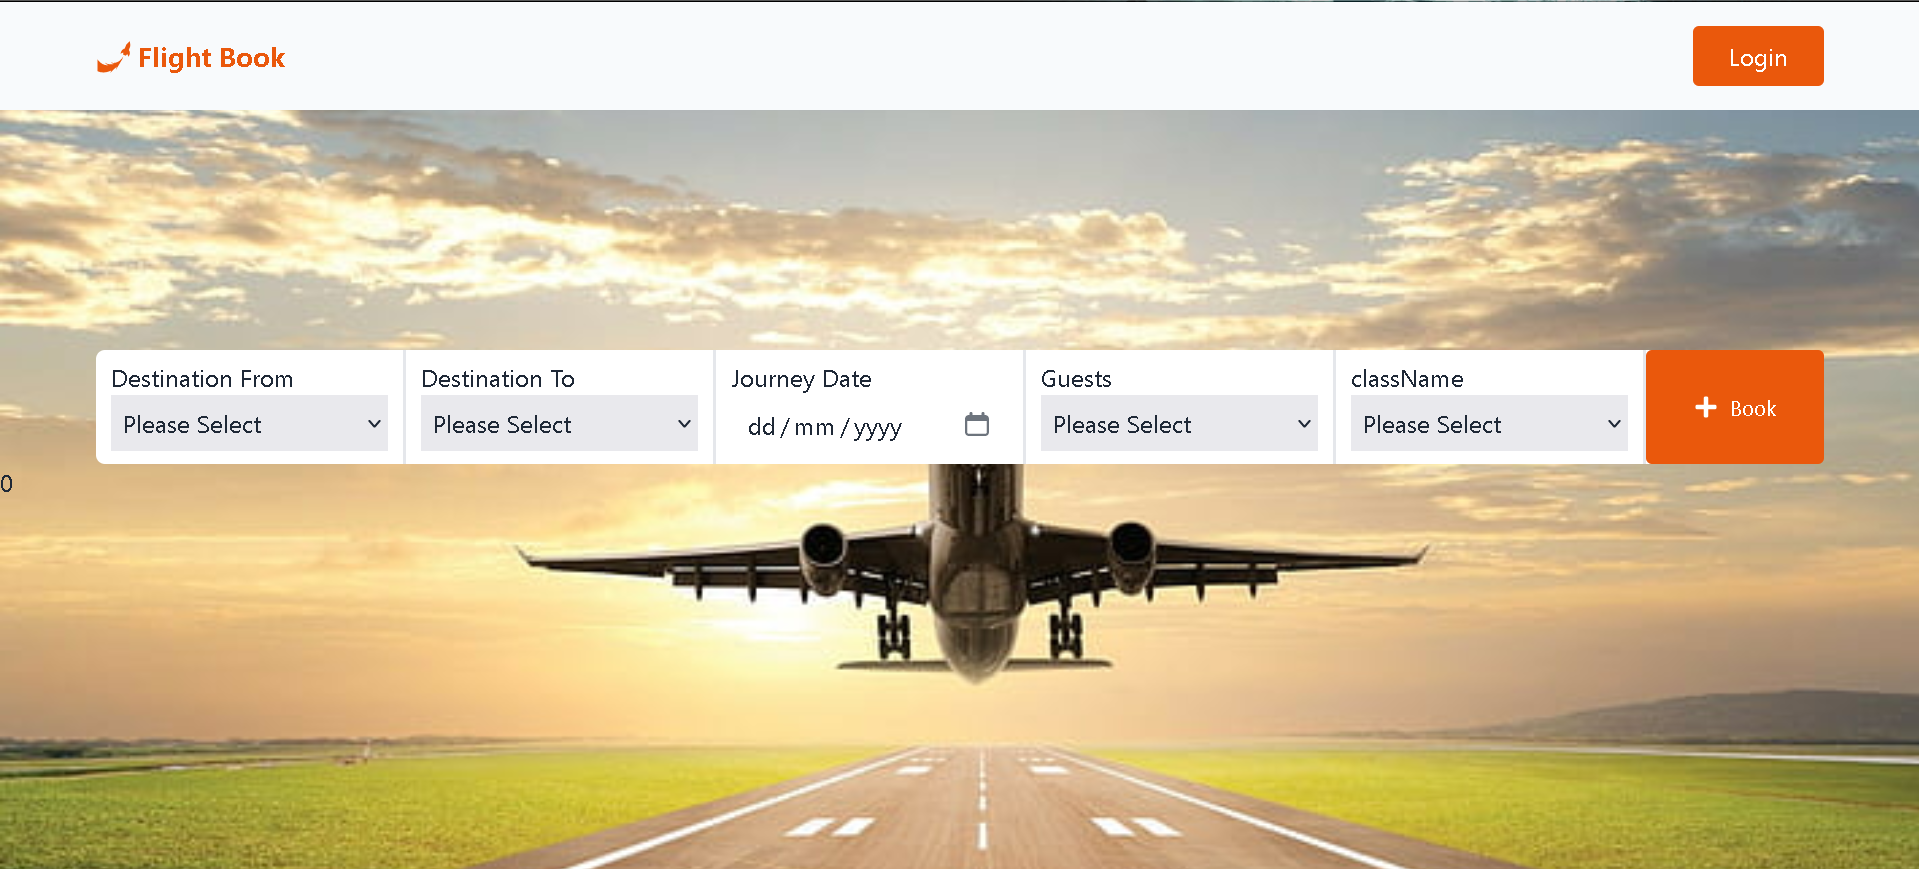 Flight Book
Login
Destination From
Please Select
Destination To
Please Select
Journey Date
dd/mm/yyyy
Guests
Please Select
className
Please Select
Book
0